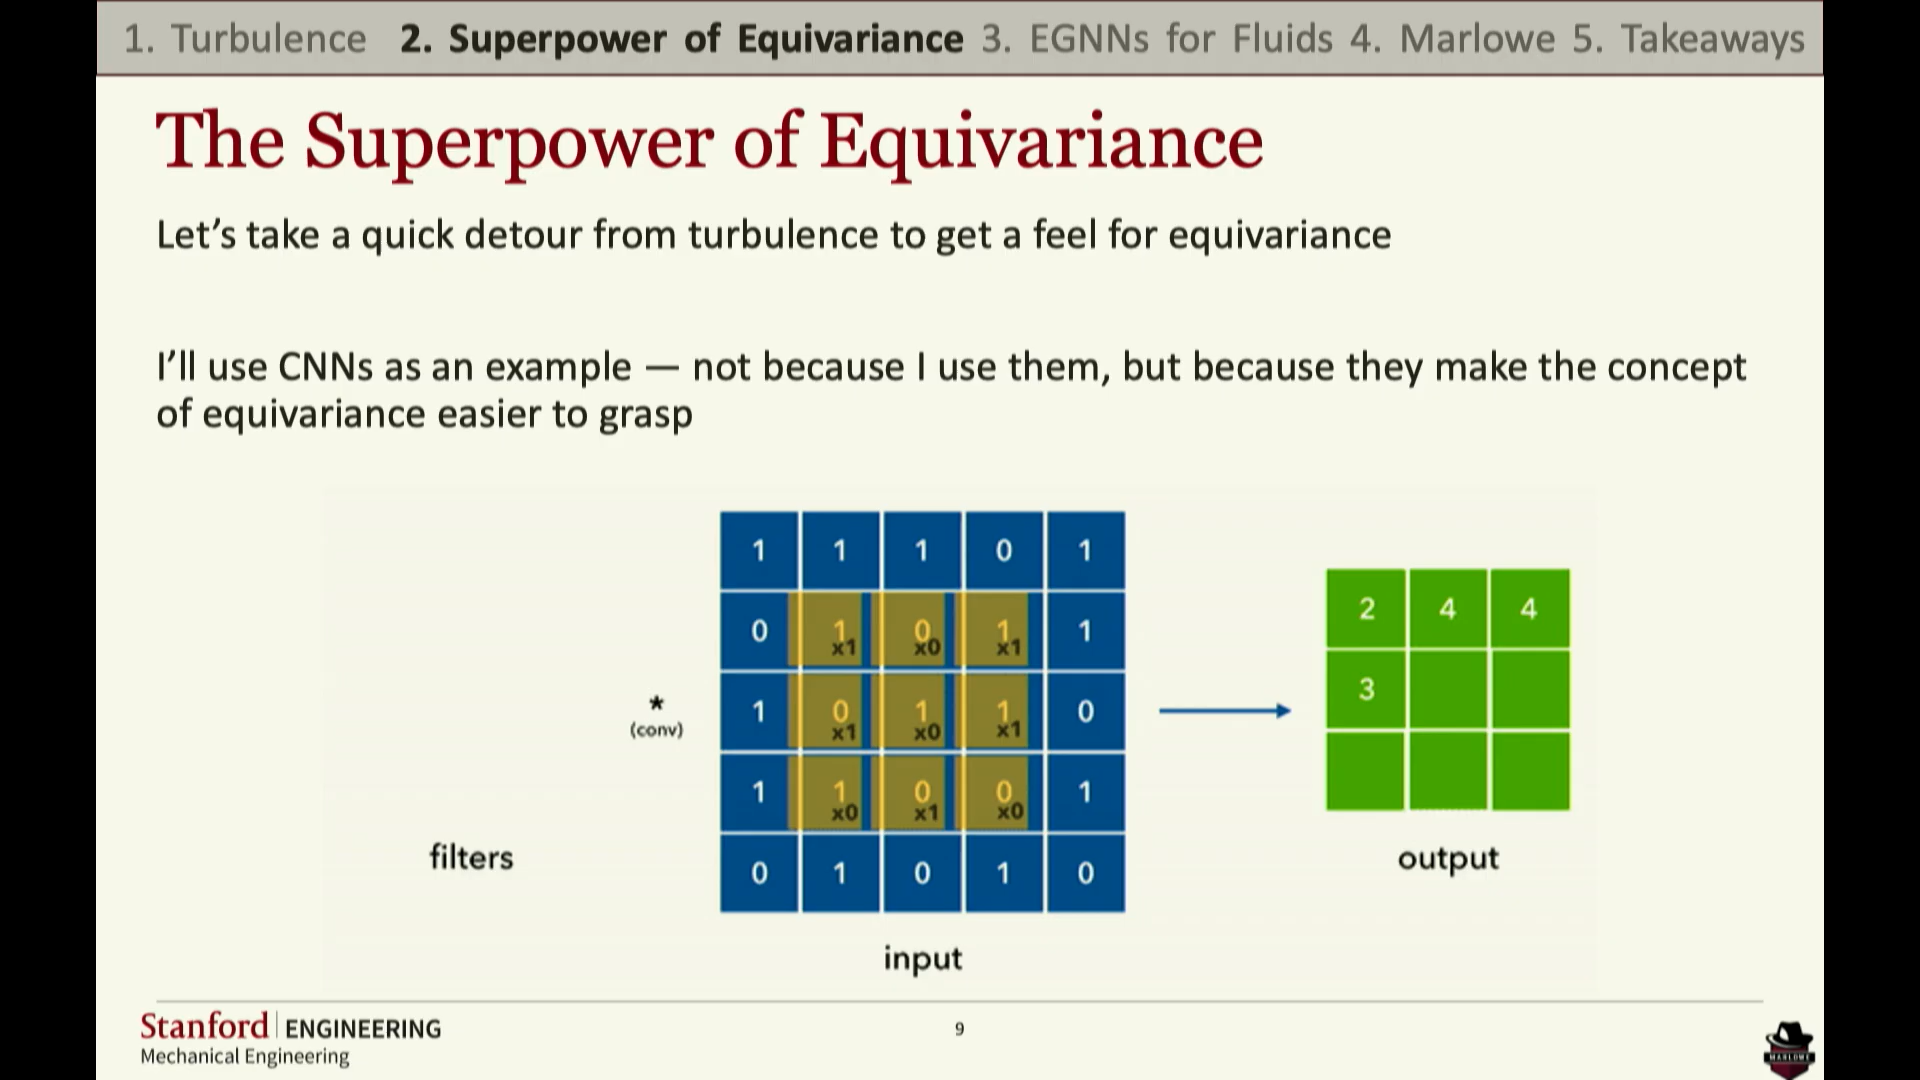 1. Turbulence 2. Superpower of Equivariance 3. EGNNs for Fluids 4. Marlowe 5. Takeaways
The Superpower of Equivariance
Let’s take a quick detour from turbulence to get a feel for equivariance
I’ll use CNNs as an example — not because I use them, but because they make the concept
of equivariance easier to grasp
1 1 1 0 1
0 1 0 1 1
x1 x0 x1
1 0 1 1 0
x1 x0 x1
1 1 0 0 1
x0 x1 x0
0 1 0 1 0
*
(conv)
2 4 4
3
filters
output
input
Stanford ENGINEERING
Mechanical Engineering
9
MARLOWE